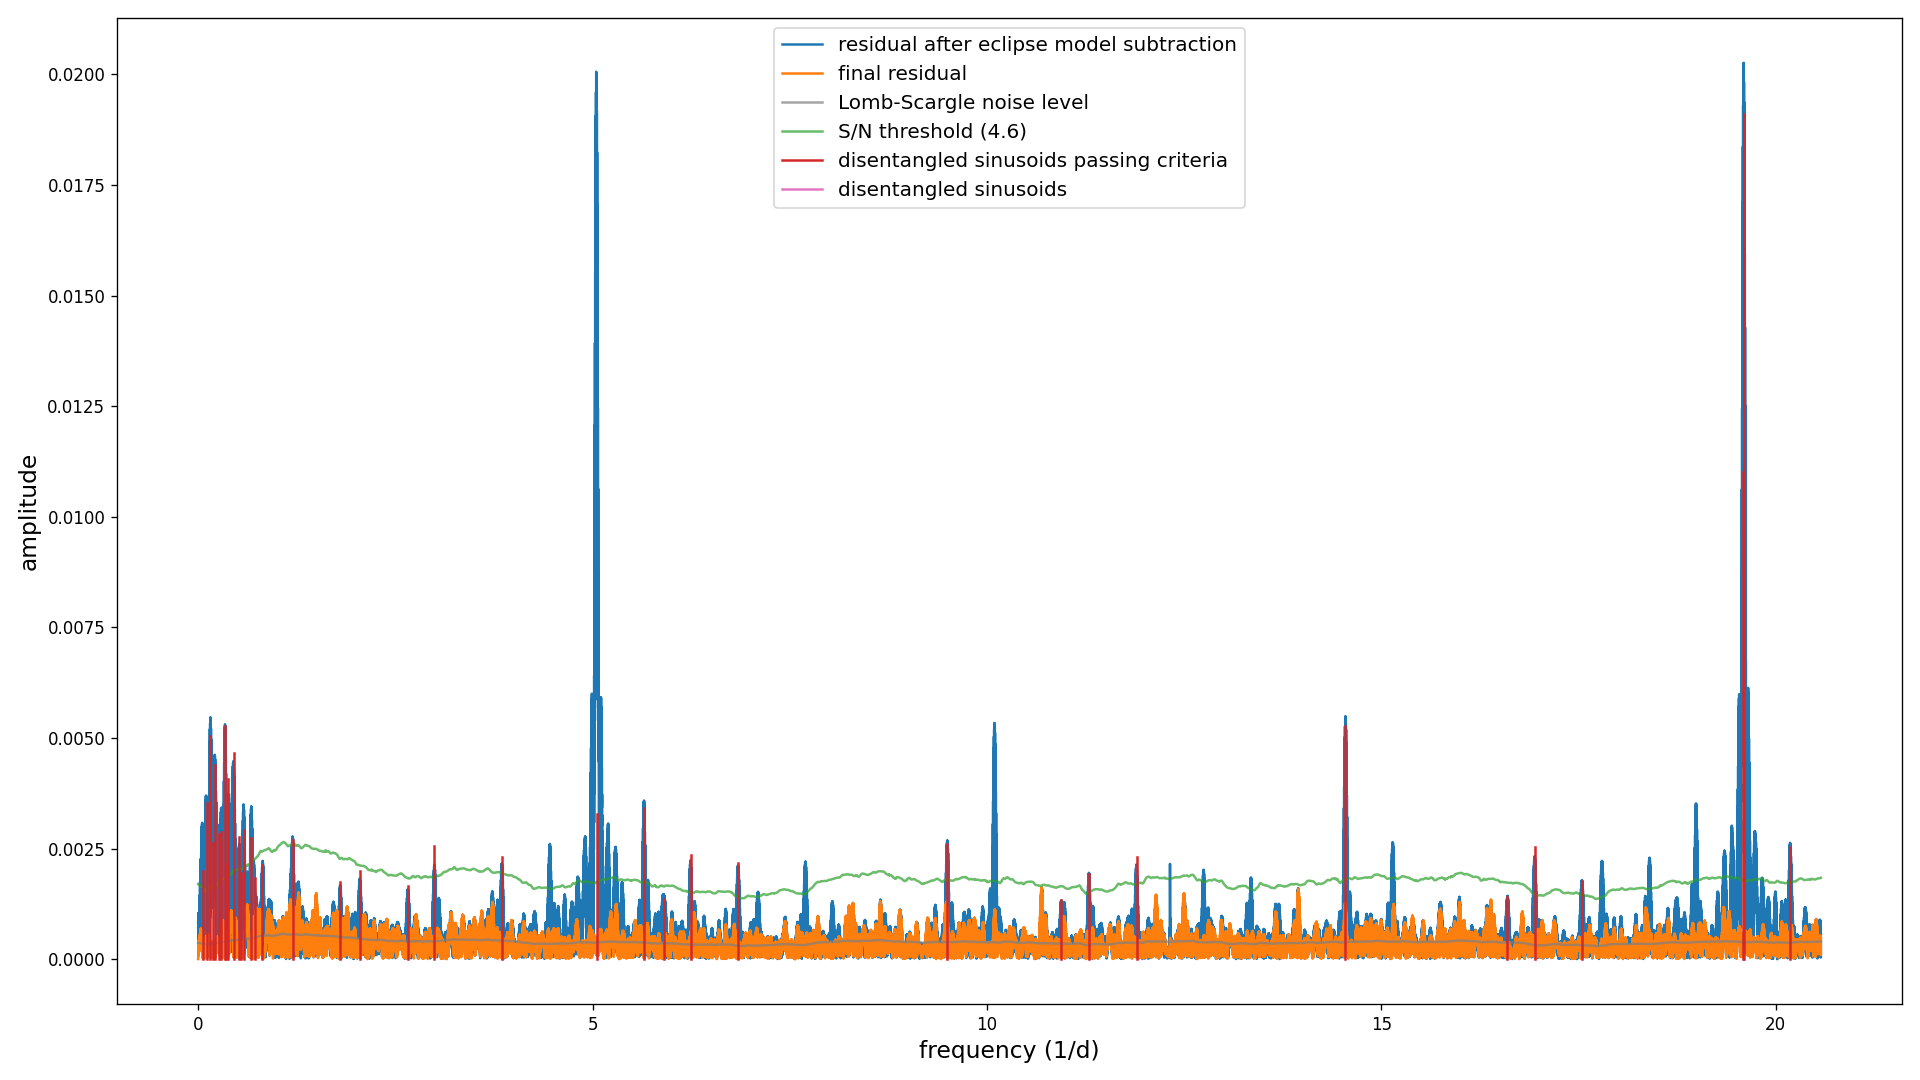 residual after eclipse model subtraction
final residual
Lomb-Scargle noise level
S/N threshold (4.6)
disentangled sinusoids passing criteria
disentangled sinusoids
amplitude
0.0200
0.0175
0.0150
0.0125
0.0100
0.0075
0.0050
0.0025
0.0000
0 5 10 15 20
frequency (1/d)